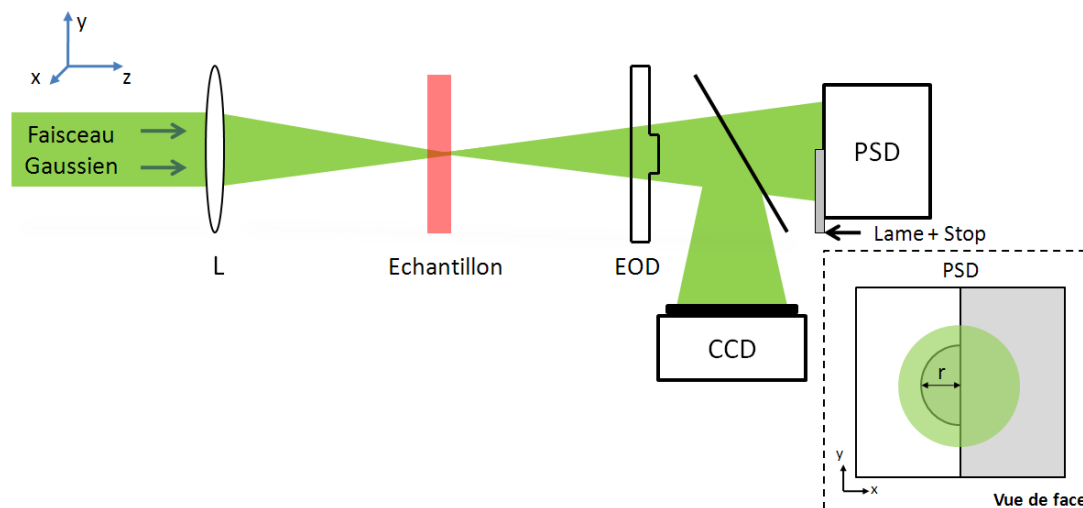 y
x
z
Faisceau
Gaussien
L
Echantillon
EOD
PSD
Lame + Stop
CCD
PSD
r
y
x
Vue de face